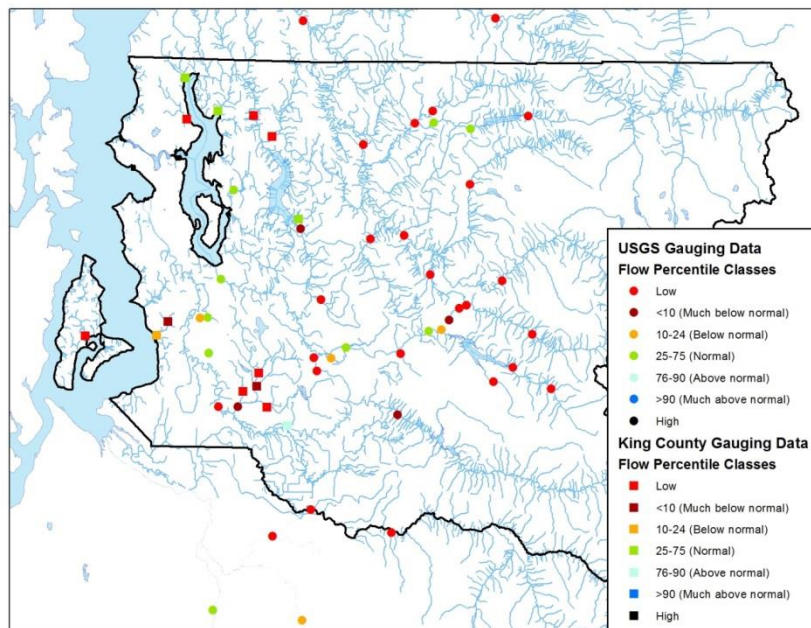 USGS Gauging Data
Flow Percentile Classes
Low
<10 (Much below normal)
10-24 (Below normal)
25-75 (Normal)
76-90 (Above normal)
>90 (Much above normal)
High
King County Gauging Data
Flow Percentile Classes
Low
<10 (Much below normal)
10-24 (Below normal)
25-75 (Normal)
76-90 (Above normal)
>90 (Much above normal)
High